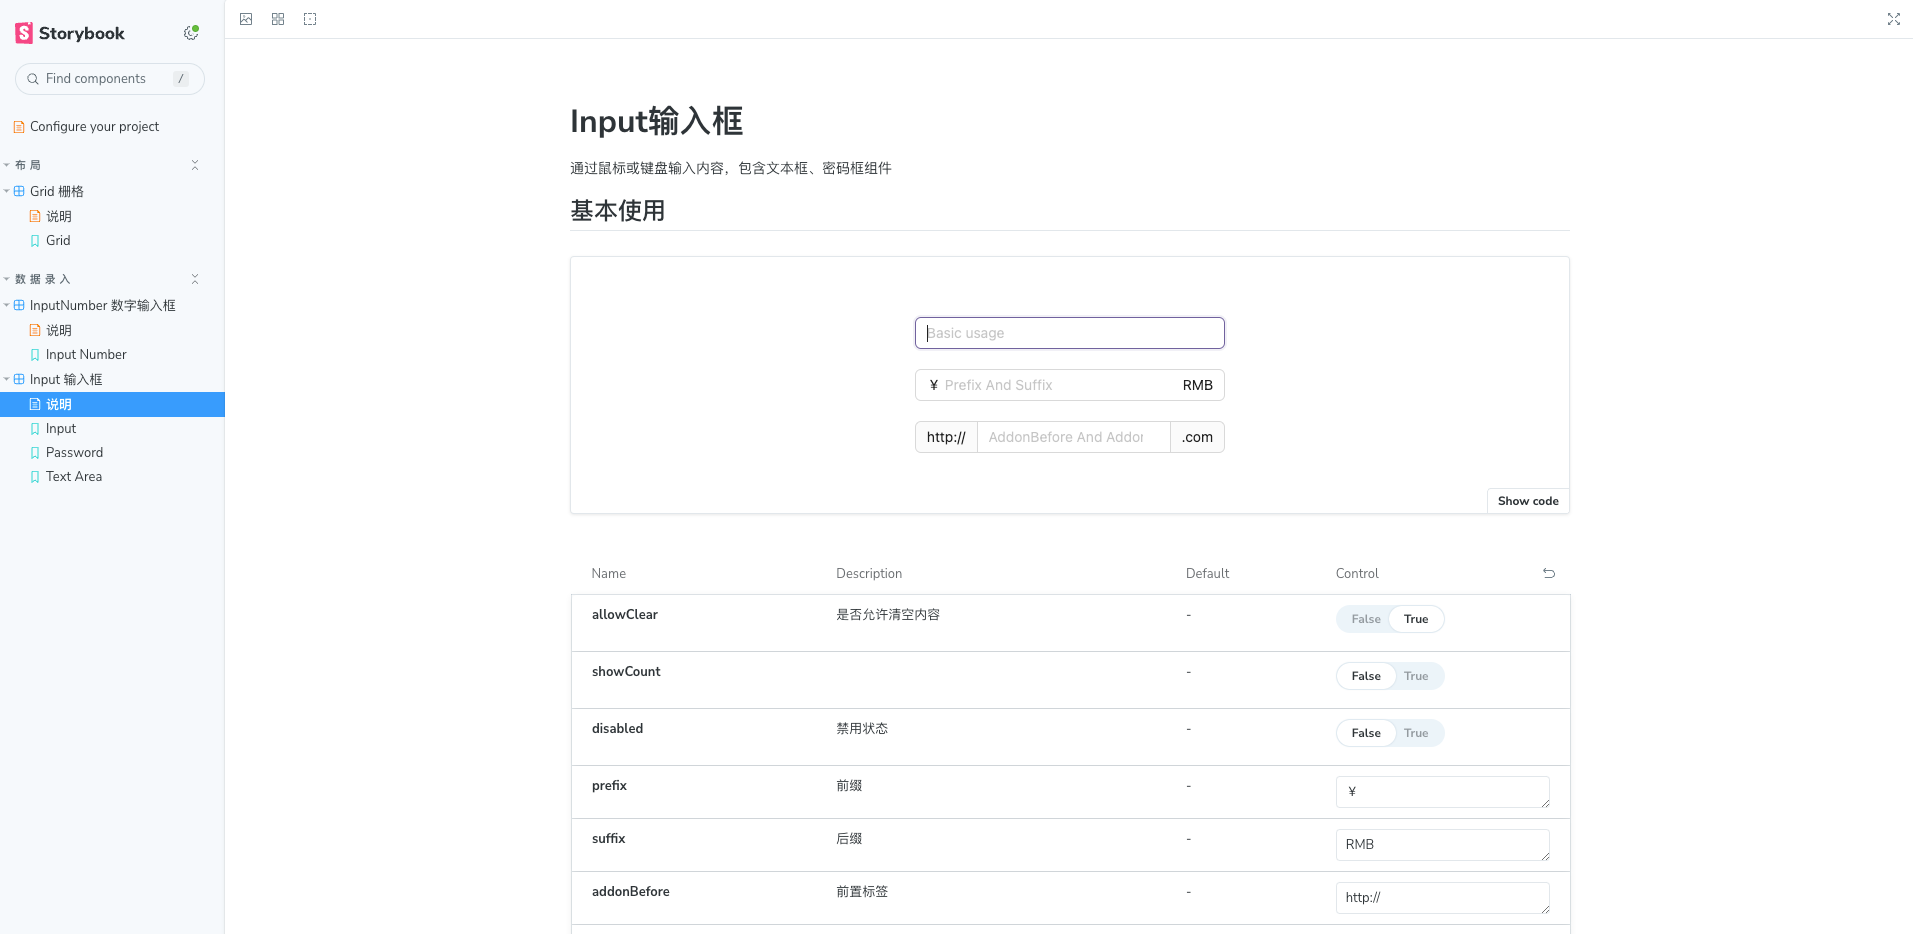 Storybook
Find components /
Configure your project
布局
Grid 栅格
说明
Grid
数据录入
InputNumber 数字输入框
说明
Input Number
Input 输入框
说明
Input
Password
Text Area
Input输入框
通过鼠标或键盘输入内容，包含文本框、密码框组件
基本使用
Basic usage
¥ Prefix And Suffix RMB
http:// AddonBefore And Addor .com
Show code
Name Description Default Control
allowClear 是否允许清空内容 - False True
showCount - False True
disabled 禁用状态 - False True
prefix 前缀 - ¥
suffix 后缀 - RMB
addonBefore 前置标签 - http://